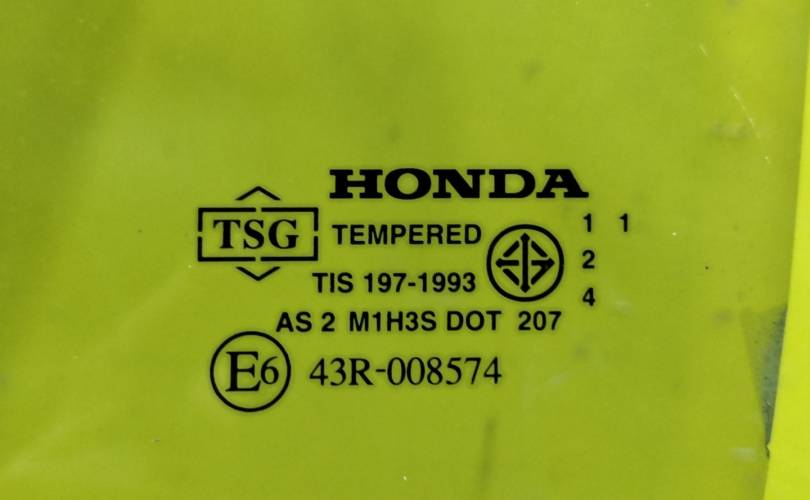 HONDA
TSG TEMPERED
1 1
2
TIS 197-1993
4
AS 2 M1H3S DOT 207
E6 43R-008574